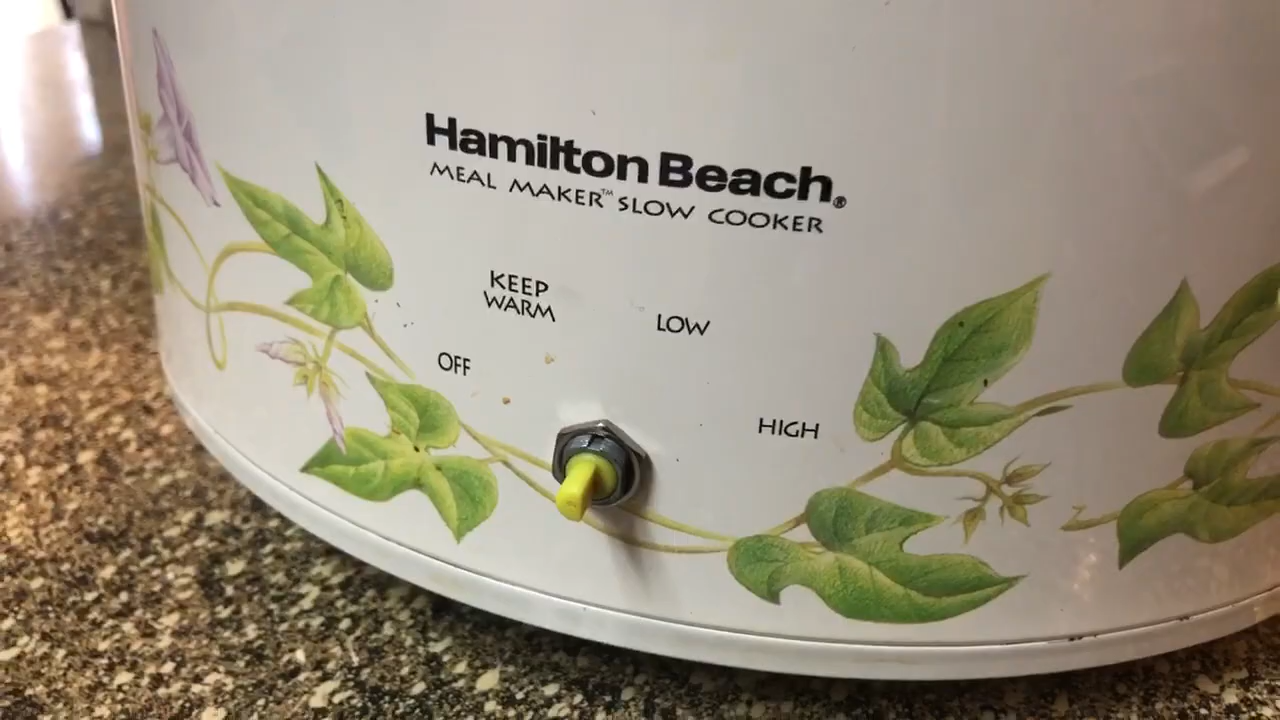 Hamilton Beach®
MEAL MAKER™ SLOW COOKER
KEEP
WARM
LOW
OFF
HIGH